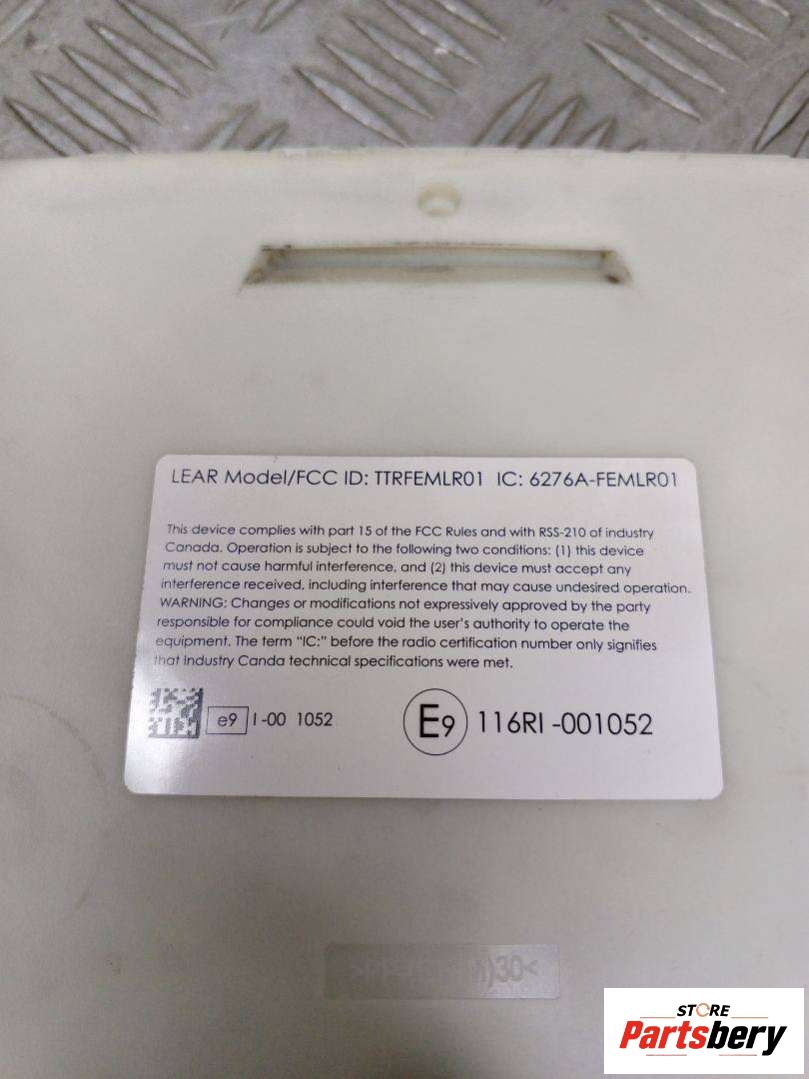 LEAR Model/FCC ID: TTRFEMLR01 IC: 6276A-FEMLR01
This device complies with part 15 of the FCC Rules and with RSS-210 of industry
Canada. Operation is subject to the following two conditions: (1) this device
must not cause harmful interference, and (2) this device must accept any
interference received, including interference that may cause undesired operation.
WARNING: Changes or modifications not expressively approved by the party
responsible for compliance could void the user's authority to operate the
equipment. The term "IC:" before the radio certification number only signifies
that Industry Canda technical specifications were met.
e9 I-00 1052
E9 116RI-001052
STORE
Partsbery